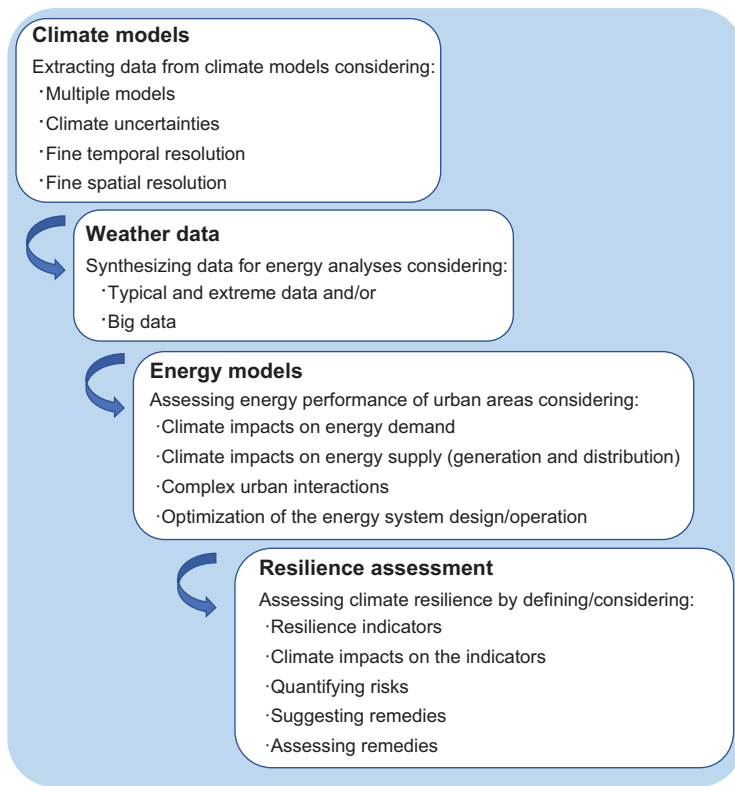 Climate models
Extracting data from climate models considering:
·Multiple models
·Climate uncertainties
·Fine temporal resolution
·Fine spatial resolution
Weather data
Synthesizing data for energy analyses considering:
·Typical and extreme data and/or
·Big data
Energy models
Assessing energy performance of urban areas considering:
·Climate impacts on energy demand
·Climate impacts on energy supply (generation and distribution)
·Complex urban interactions
·Optimization of the energy system design/operation
Resilience assessment
Assessing climate resilience by defining/considering:
·Resilience indicators
·Climate impacts on the indicators
·Quantifying risks
·Suggesting remedies
·Assessing remedies